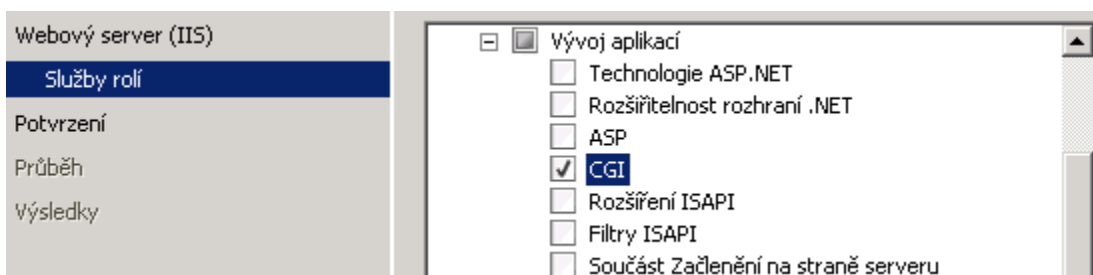 Webový server (IIS)
Služby rolí
Potvrzení
Průběh
Výsledky
Vývoj aplikací
Technologie ASP.NET
Rozšiřitelnost rozhraní .NET
ASP
CGI
Rozšíření ISAPI
Filtry ISAPI
Součást Začlenění na straně serveru